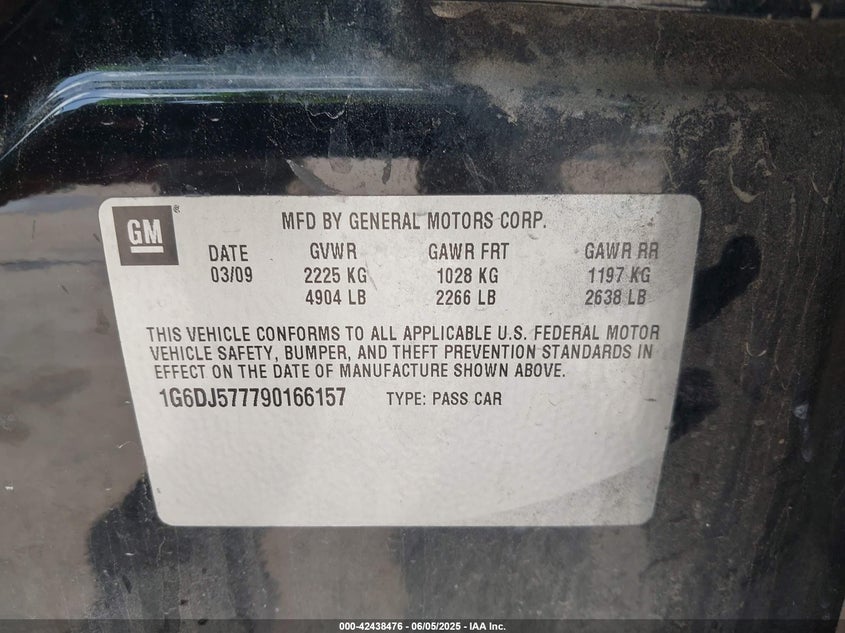 GM®
MFD BY GENERAL MOTORS CORP.
DATE GVWR GAWR FRT GAWR RR
03/09 2225 KG 1028 KG 1197 KG
4904 LB 2266 LB 2638 LB
THIS VEHICLE CONFORMS TO ALL APPLICABLE U.S. FEDERAL MOTOR
VEHICLE SAFETY, BUMPER, AND THEFT PREVENTION STANDARDS IN
EFFECT ON THE DATE OF MANUFACTURE SHOWN ABOVE.
1G6DJ577790166157 TYPE: PASS CAR
000-42438476 - 06/05/2025 - IAA Inc.